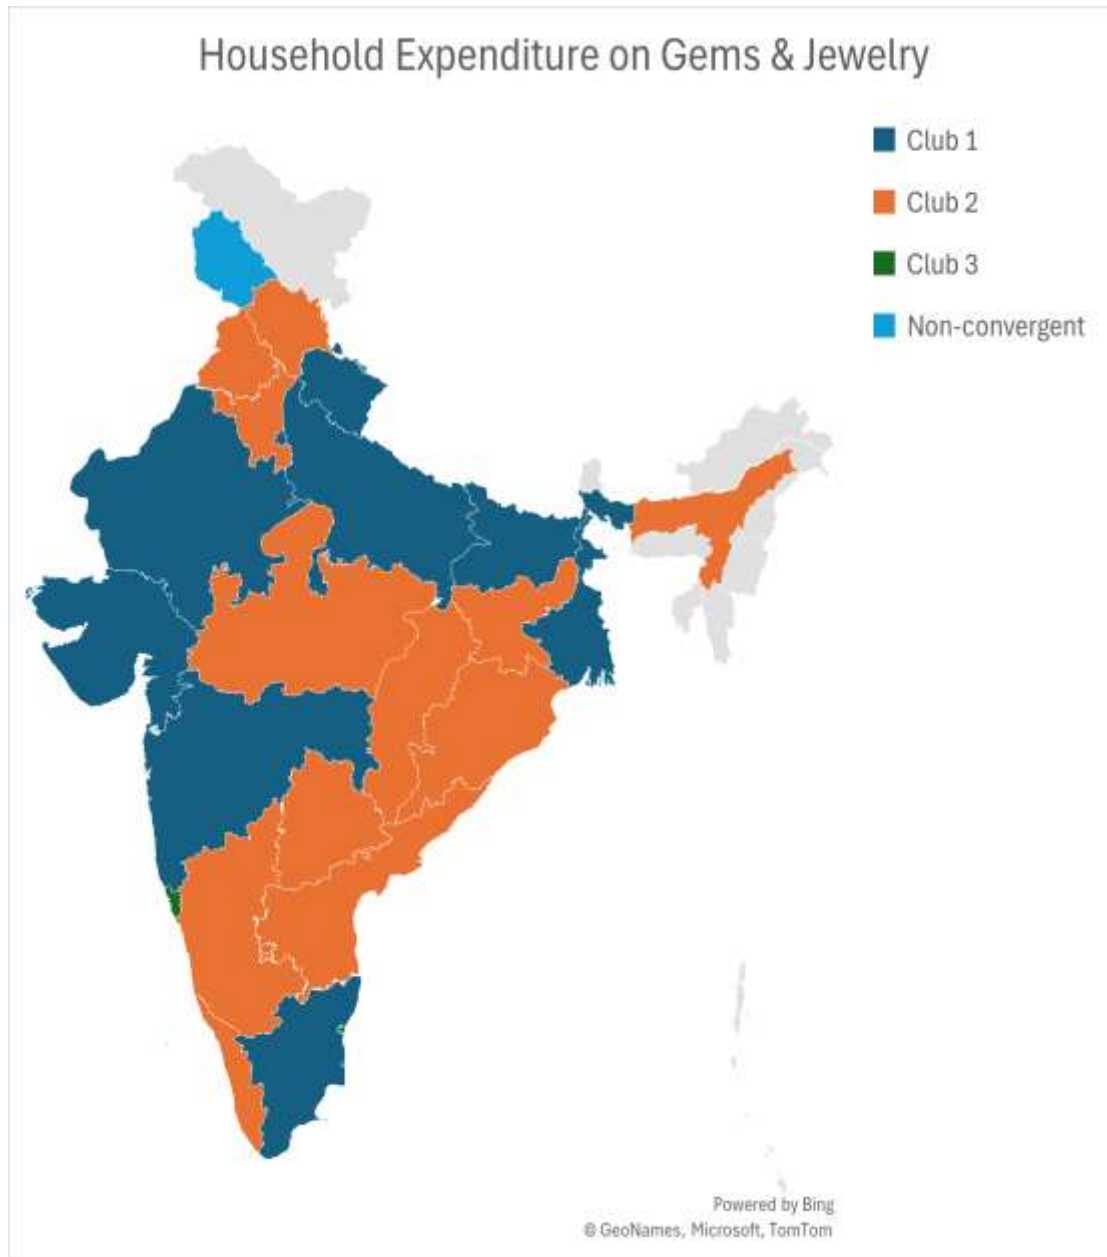 Household Expenditure on Gems & Jewelry
Club 1
Club 2
Club 3
Non-convergent
Powered by Bing
© GeoNames, Microsoft, TomTom